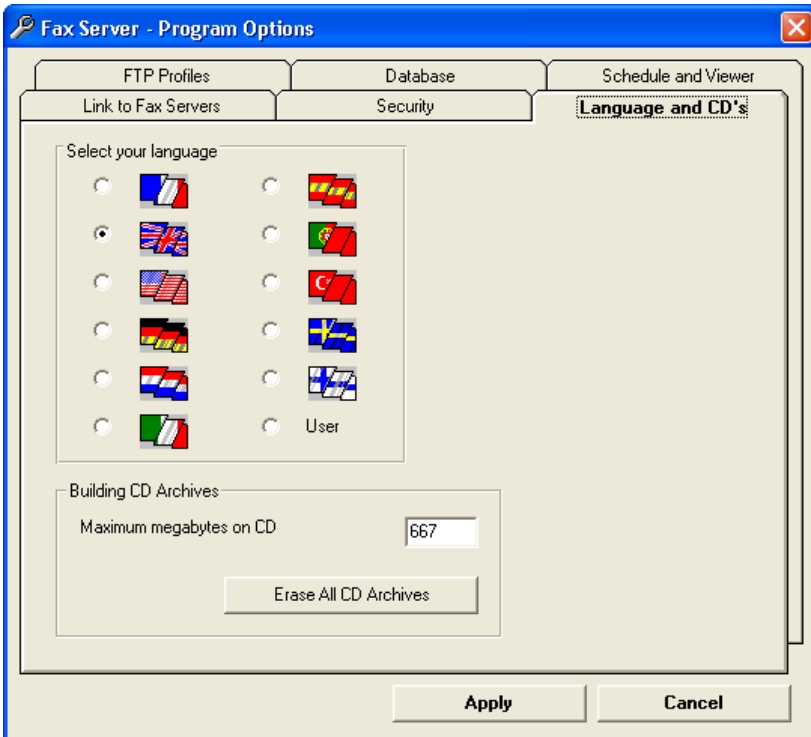 Fax Server - Program Options
FTP Profiles Database Schedule and Viewer
Link to Fax Servers Security Language and CD's
Select your language
User
Building CD Archives
Maximum megabytes on CD 667
Erase All CD Archives
Apply Cancel